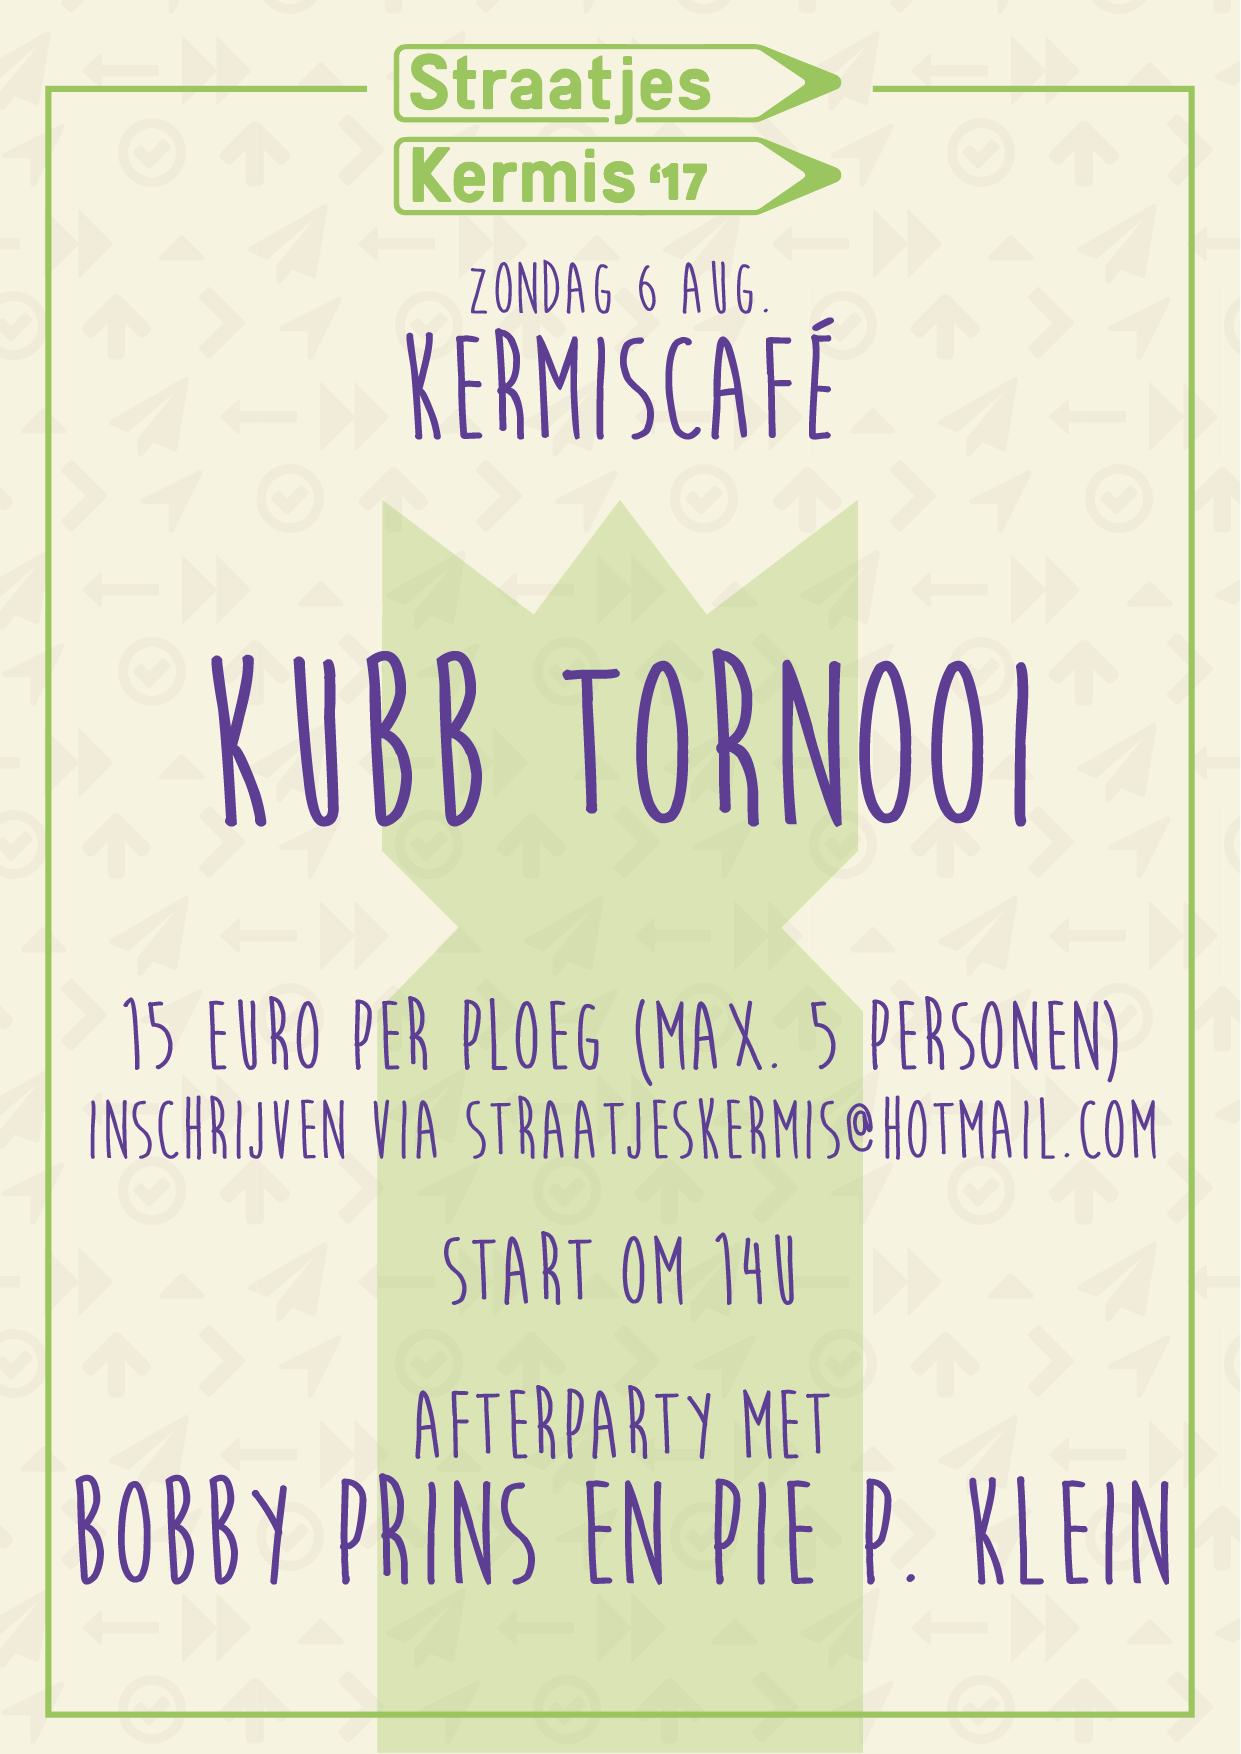 Straatjes
Kermis ‘17
ZONDAG 6 AUG.
KERMISCAFÉ
KUBB TORNOOI
15 EURO PER PLOEG (MAX. 5 PERSONEN)
INSCHRIJVEN VIA STRAATJESKERMIS@HOTMAIL.COM
START OM 14U
AFTERPARTY MET
BOBBY PRINS EN PIE P. KLEIN